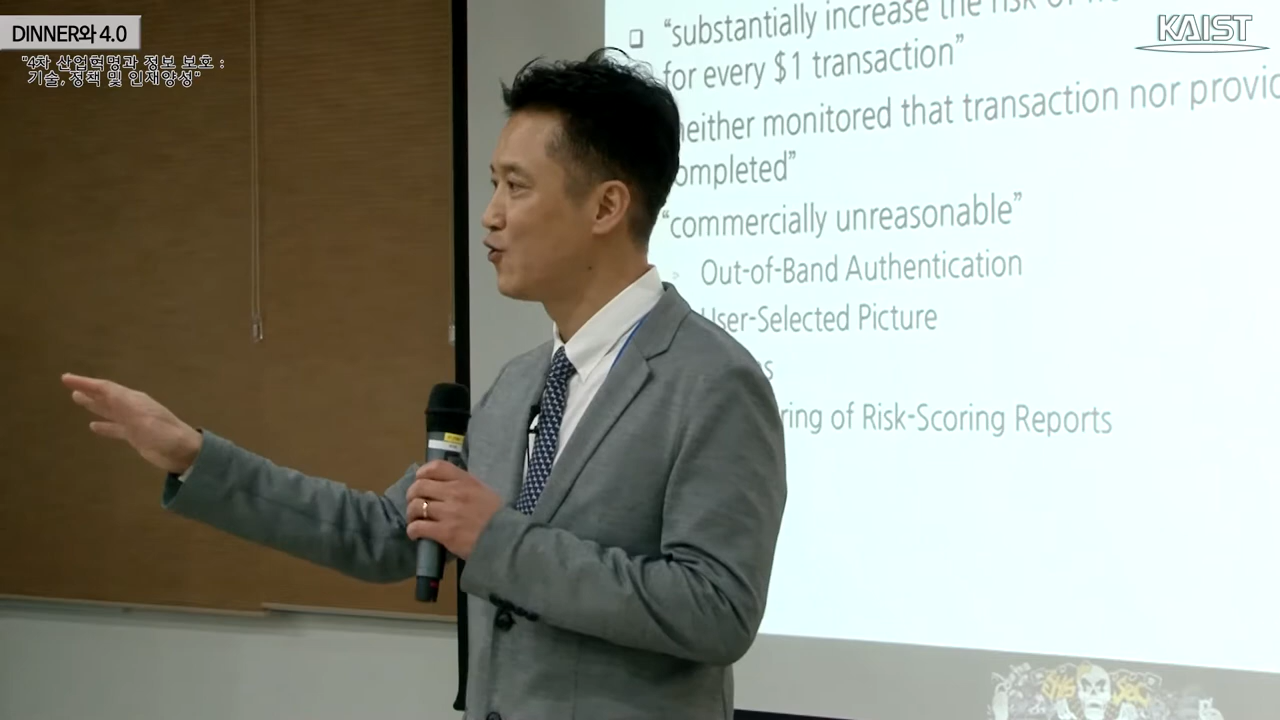 DINNER와 4.0
"4차 산업혁명과 정보 보호 :
기술, 정책 및 인재양성"
KAIST
"substantially increase the risk of
for every $1 transaction"
neither monitored that transaction nor
completed"
"commercially unreasonable"
Out-of-Band Authentication
User-Selected Picture
of Risk-Scoring Reports